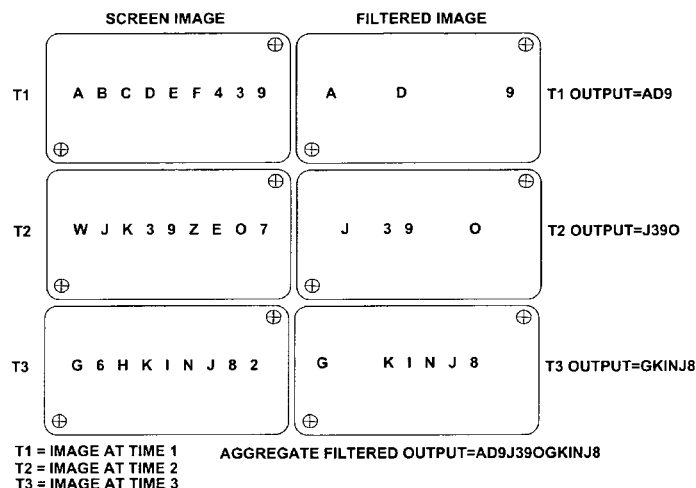 SCREEN IMAGE
FILTERED IMAGE
T1
A B C D E F 4 3 9
A D 9
T1 OUTPUT=AD9
T2
W J K 3 9 Z E O 7
J 3 9 O
T2 OUTPUT=J39O
T3
G 6 H K I N J 8 2
G K I N J 8
T3 OUTPUT=GKINJ8
T1 = IMAGE AT TIME 1
T2 = IMAGE AT TIME 2
T3 = IMAGE AT TIME 3
AGGREGATE FILTERED OUTPUT=AD9J39OGKINJ8